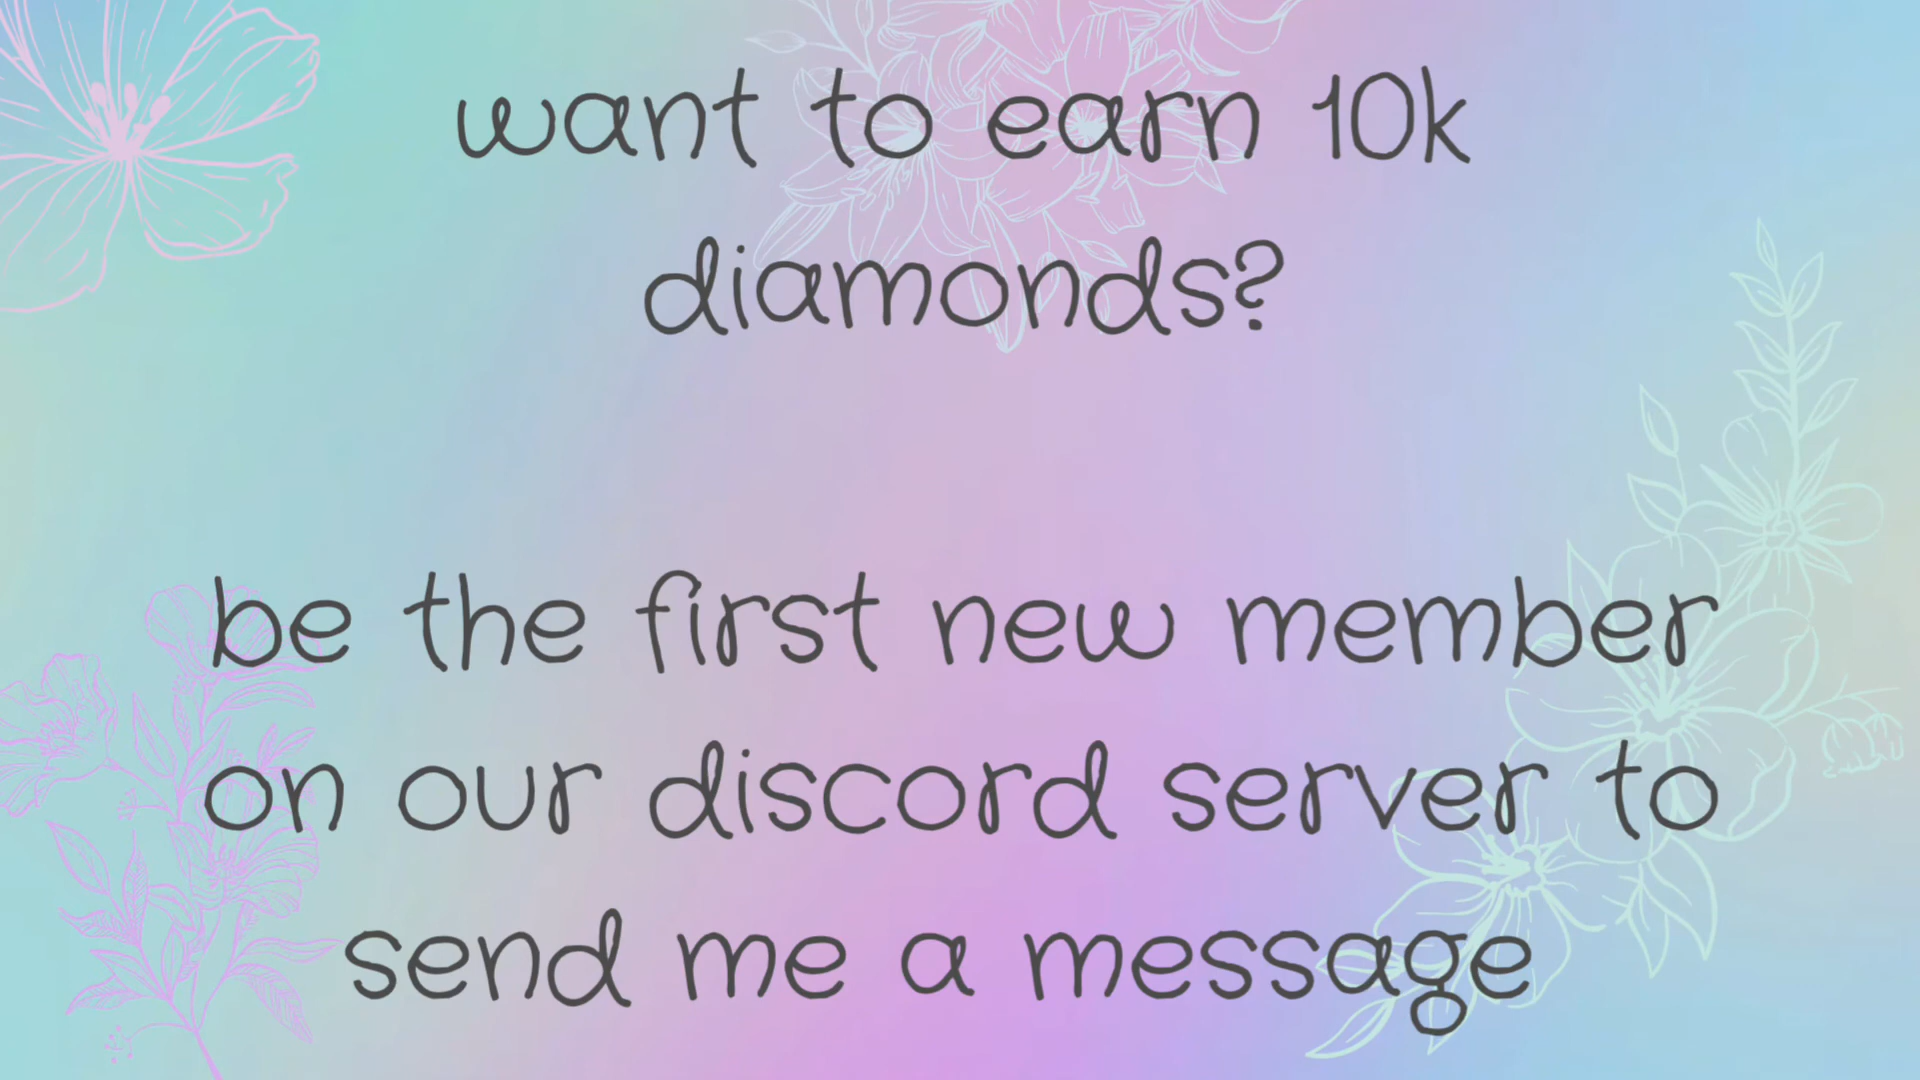 want to earn 10k
diamonds?
be the first new member
on our discord server to
send me a message